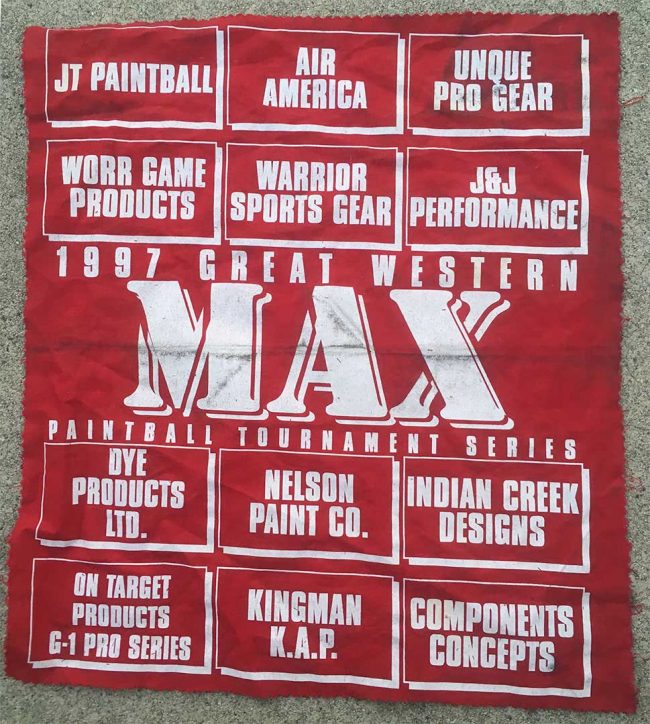 JT PAINTBALL
AIR
AMERICA
UNQUE
PRO GEAR
WORR GAME
PRODUCTS
WARRIOR
SPORTS GEAR
J&J
PERFORMANCE
1997 GREAT WESTERN
MAX
PAINTBALL TOURNAMENT SERIES
DYE
PRODUCTS
LTD.
NELSON
PAINT CO.
INDIAN CREEK
DESIGNS
ON TARGET
PRODUCTS
G-1 PRO SERIES
KINGMAN
K.A.P.
COMPONENTS
CONCEPTS